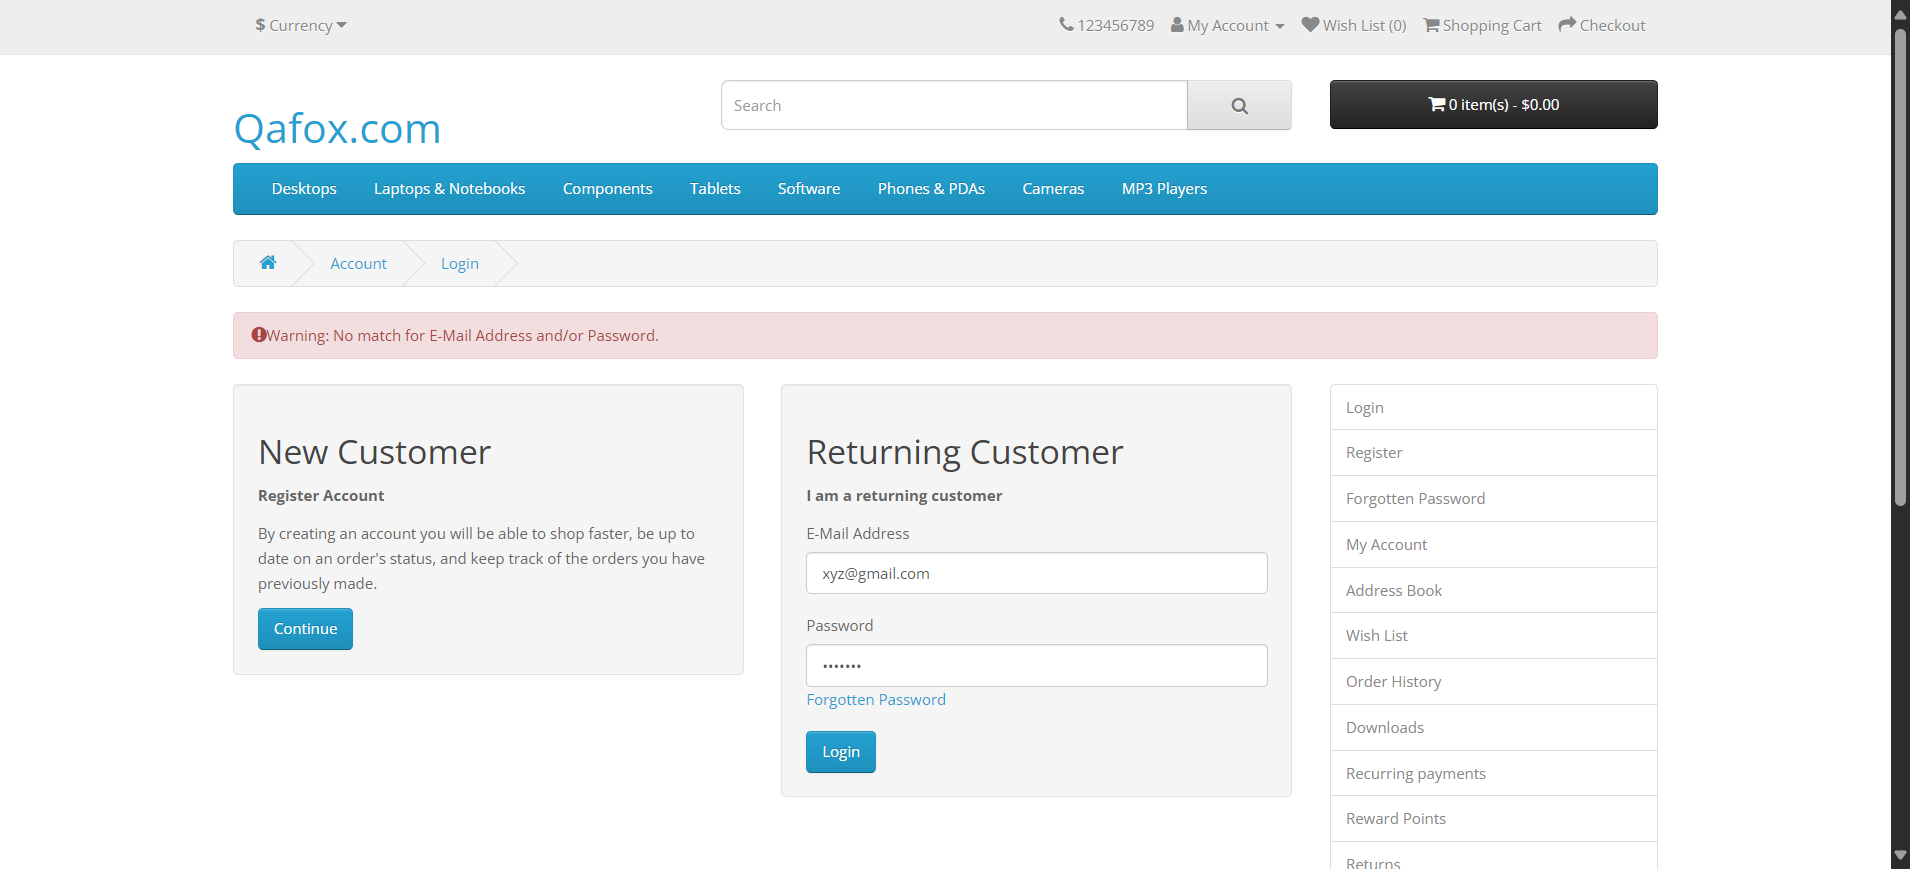 $ Currency
123456789 My Account Wish List (0) Shopping Cart Checkout
Qafox.com
Search
0 item(s) - $0.00
Desktops Laptops & Notebooks Components Tablets Software Phones & PDAs Cameras MP3 Players
Account Login
Warning: No match for E-Mail Address and/or Password.
New Customer
Register Account
By creating an account you will be able to shop faster, be up to
date on an order's status, and keep track of the orders you have
previously made.
Continue
Returning Customer
I am a returning customer
E-Mail Address
xyz@gmail.com
Password
•••••••
Forgotten Password
Login
Login
Register
Forgotten Password
My Account
Address Book
Wish List
Order History
Downloads
Recurring payments
Reward Points
Returns